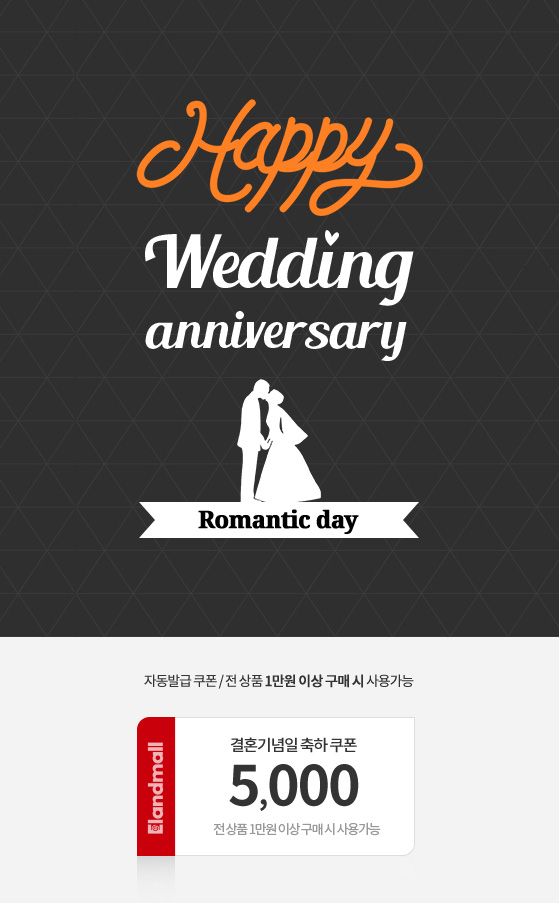 Happy
Wedding
anniversary
Romantic day
자동발급 쿠폰 / 전 상품 1만원 이상 구매 시 사용가능
Elandmall
결혼기념일 축하 쿠폰
5,000
전 상품 1만원 이상 구매 시 사용가능